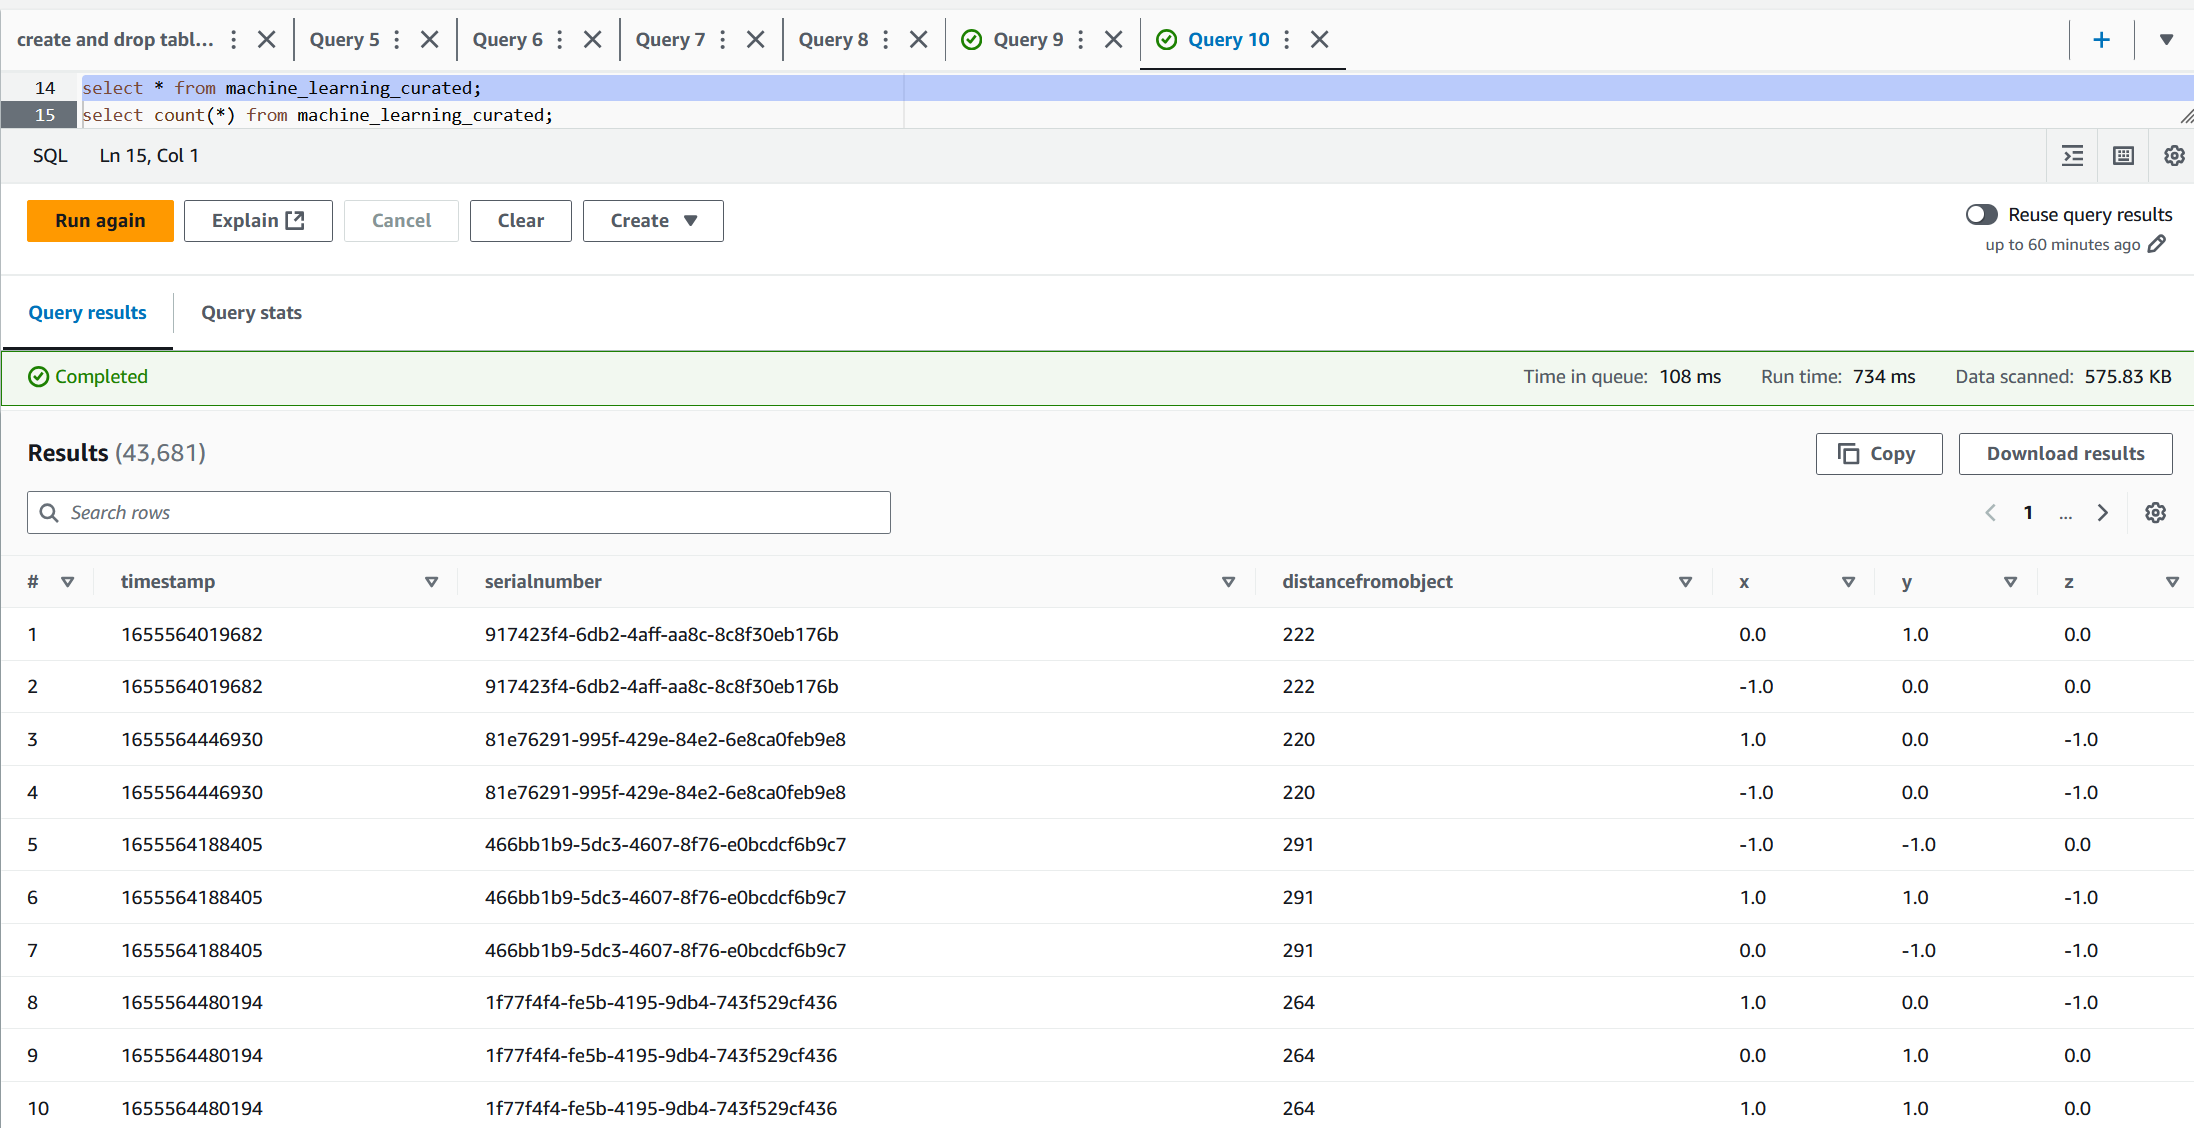 create and drop tabl... Query 5 Query 6 Query 7 Query 8 Query 9 Query 10
14 select * from machine_learning_curated;
15 select count(*) from machine_learning_curated;
SQL Ln 15, Col 1
Run again Explain Cancel Clear Create Reuse query results
up to 60 minutes ago
Query results Query stats
Completed Time in queue: 108 ms Run time: 734 ms Data scanned: 575.83 KB
Results (43,681) Copy Download results
Search rows 1 ...
# timestamp serialnumber distancefromobject x y z
1 1655564019682 917423f4-6db2-4aff-aa8c-8c8f30eb176b 222 0.0 1.0 0.0
2 1655564019682 917423f4-6db2-4aff-aa8c-8c8f30eb176b 222 -1.0 0.0 0.0
3 1655564446930 81e76291-995f-429e-84e2-6e8ca0feb9e8 220 1.0 0.0 -1.0
4 1655564446930 81e76291-995f-429e-84e2-6e8ca0feb9e8 220 -1.0 0.0 -1.0
5 1655564188405 466bb1b9-5dc3-4607-8f76-e0bcdcf6b9c7 291 -1.0 -1.0 0.0
6 1655564188405 466bb1b9-5dc3-4607-8f76-e0bcdcf6b9c7 291 1.0 1.0 -1.0
7 1655564188405 466bb1b9-5dc3-4607-8f76-e0bcdcf6b9c7 291 0.0 -1.0 -1.0
8 1655564480194 1f77f4f4-fe5b-4195-9db4-743f529cf436 264 1.0 0.0 -1.0
9 1655564480194 1f77f4f4-fe5b-4195-9db4-743f529cf436 264 0.0 1.0 0.0
10 1655564480194 1f77f4f4-fe5b-4195-9db4-743f529cf436 264 1.0 1.0 0.0